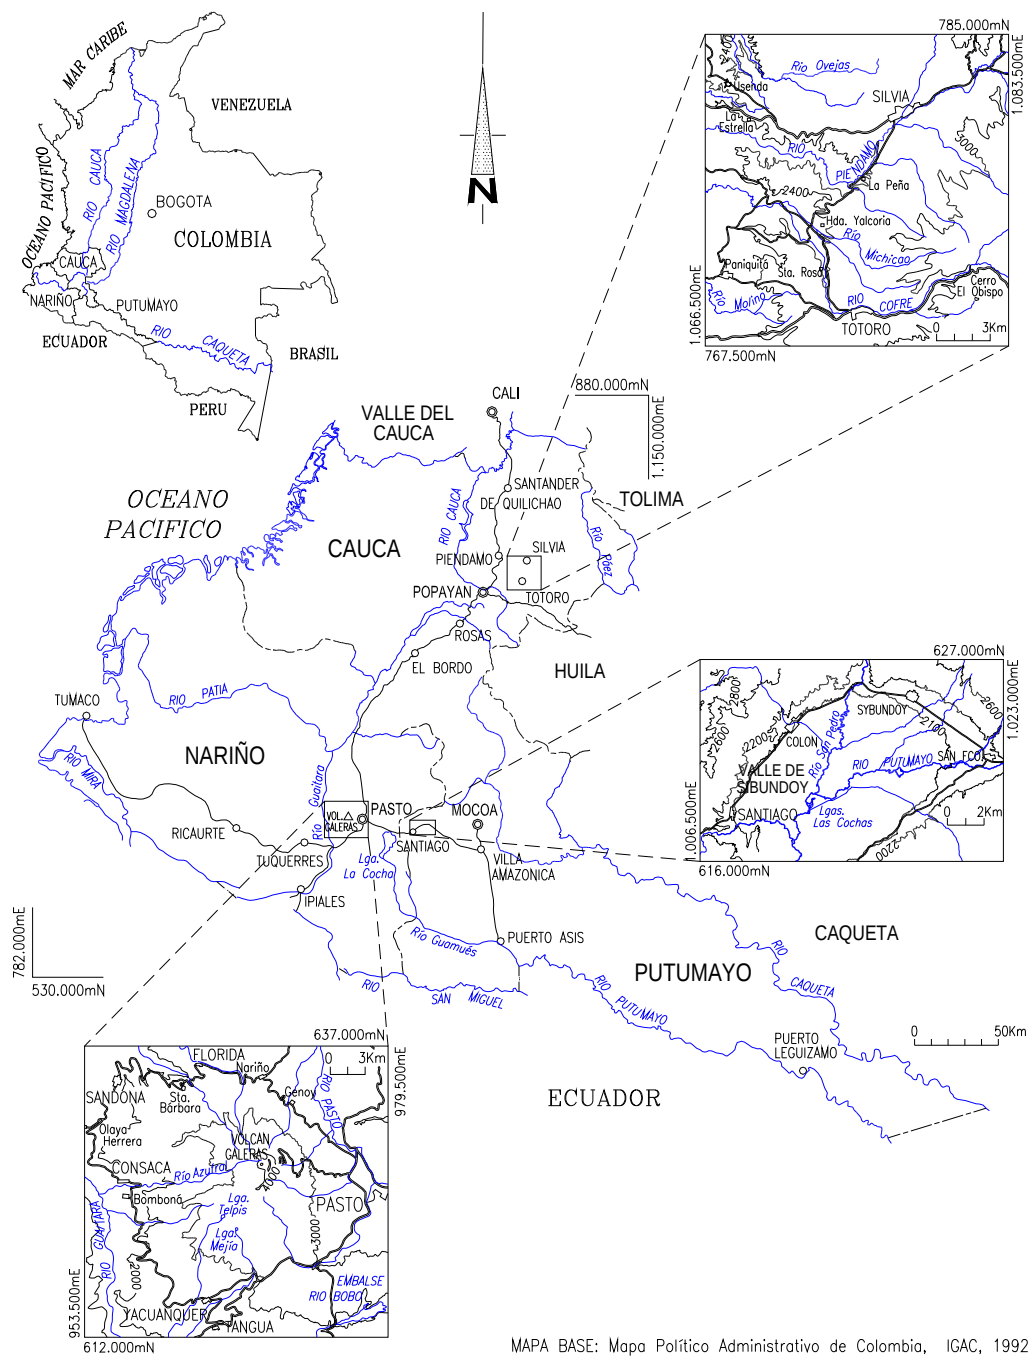 MAR CARIBE
VENEZUELA
OCEANO PACIFICO
RIO CAUCA
RIO MAGDALENA
BOGOTA
COLOMBIA
CAUCA
NARIÑO
PUTUMAYO
ECUADOR
RIO CAQUETA
BRASIL
PERU
N
785.000mN
1.083.500mE
Río Ovejas
2400
Usenda
SILVIA
La
Estrella
3000
RIO
PIENDAMO
La Peña
2400
Hda. Yalcoria
Río
Michicao
Paniquitá
Sta. Rosa
Cerro
El Obispo
Río
Molino
RIO
COFRE
TOTORO
0 3Km
1.066.500mE
767.500mN
880.000mN
1.150.000mE
CALI
VALLE DEL
CAUCA
OCEANO
PACIFICO
SANTANDER
DE QUILICHAO
TOLIMA
RIO CAUCA
CAUCA
PIENDAMO
SILVIA
Río Páez
POPAYAN
TOTORO
ROSAS
EL BORDO
HUILA
RIO PATIA
TUMACO
RIO MIRA
NARIÑO
Río
Guaitara
PASTO
VOL.
GALERAS
MOCOA
RICAURTE
SANTIAGO
TUQUERRES
Lga.
La Cocha
VILLA
AMAZONICA
IPIALES
Río Guamués
PUERTO ASIS
782.000mE
530.000mN
RIO
SAN MIGUEL
RIO
PUTUMAYO
PUTUMAYO
CAQUETA
RIO
CAQUETA
PUERTO
LEGUIZAMO
0 50Km
ECUADOR
627.000mN
1.023.000mE
2800
2600
2600
SYBUNDOY
2200
COLON
2100
Río San Pedro
SAN FCO.
VALLE DE
SIBUNDOY
RIO PUTUMAYO
SANTIAGO
Lgas.
Las Cochas
0 2Km
2200
1.006.500mE
616.000mN
637.000mN
979.500mE
FLORIDA
Nariño
0 3Km
SANDONA
Sta.
Bárbara
Genoy
RIO PASTO
Olaya
Herrera
VOLCAN
GALERAS
CONSACA
Río Azufral
4000
Bomboná
Lga.
Telpis
PASTO
RIO GUAITARA
Lga.
Mejía
3000
2000
EMBALSE
RIO BOBO
YACUANQUER
TANGUA
953.500mE
612.000mN
MAPA BASE: Mapa Político Administrativo de Colombia, IGAC, 1992